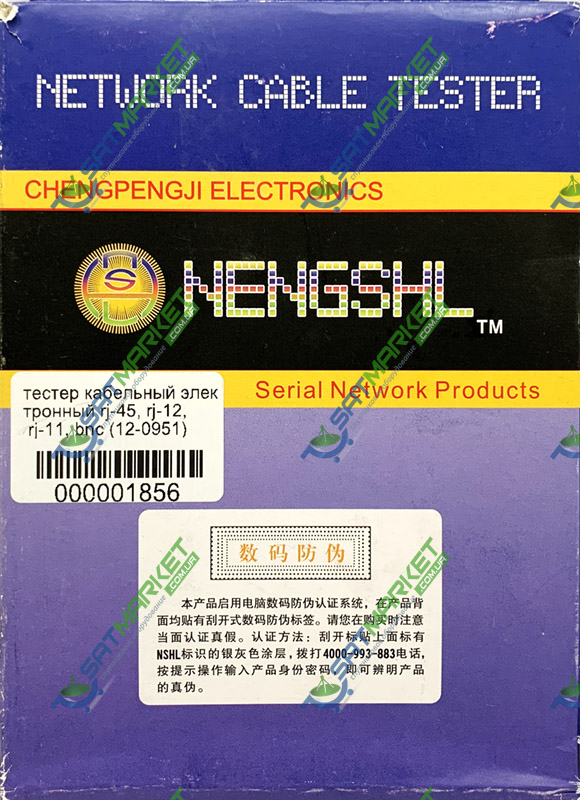 NETWORK CABLE TESTER
CHENGPENGJI ELECTRONICS
S
NENGSHL TM
Serial Network Products
тестер кабельный элек
тронный rj-45, rj-12,
rj-11, bnc (12-0951)
000001856
数码防伪
本产品启用电脑数码防伪认证系统，在产品背
面均贴有刮开式数码防伪标签。请您在购买时注意
当面认证真假。认证方法：刮开标贴上面标有
NSHL标识的银灰色涂层，拨打4000-993-883电话，
按提示操作输入产品身份密码，即可辨明产品
的真伪。
SATMARKET
.COM.UA
спутниковое оборудование